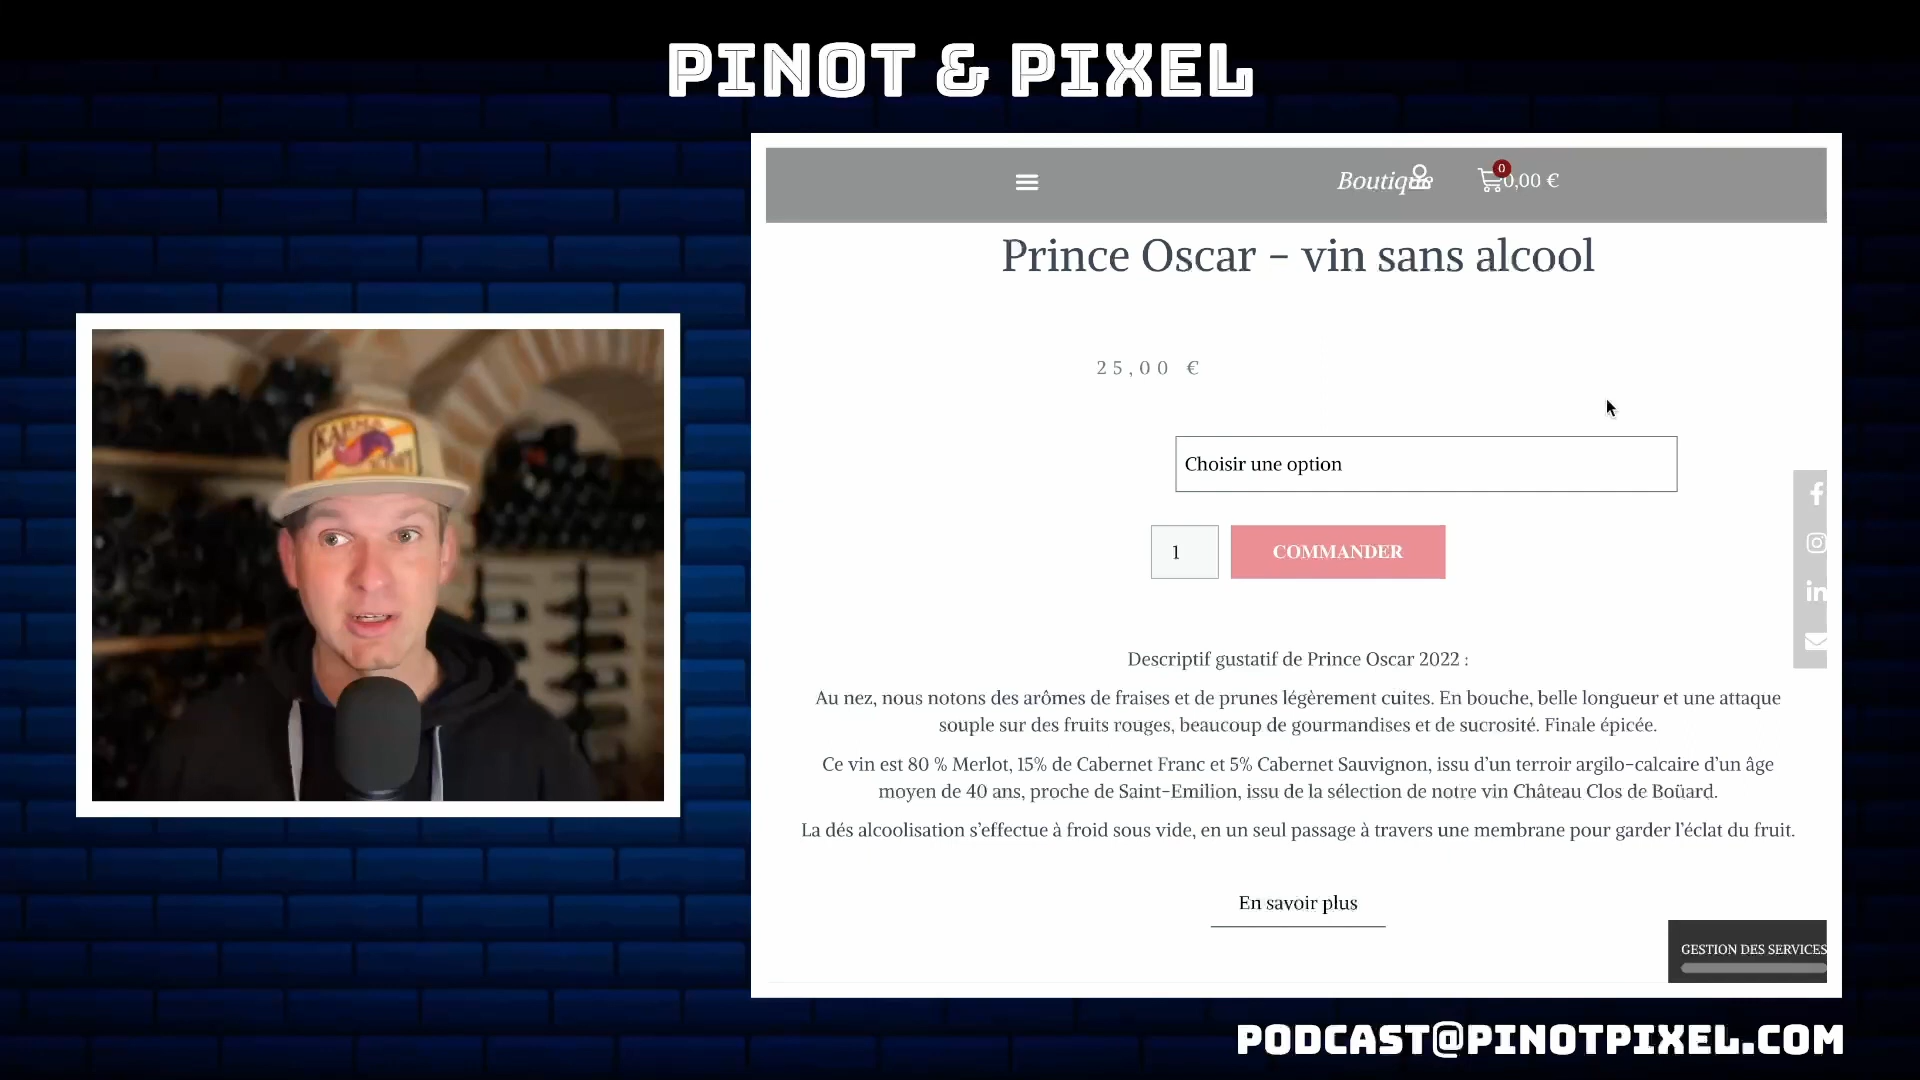 PINOT & PIXEL
Boutique
0
0,00 €
Prince Oscar – vin sans alcool
25,00 €
Choisir une option
1
COMMANDER
Descriptif gustatif de Prince Oscar 2022 :
Au nez, nous notons des arômes de fraises et de prunes légèrement cuites. En bouche, belle longueur et une attaque
souple sur des fruits rouges, beaucoup de gourmandises et de sucrosité. Finale épicée.
Ce vin est 80 % Merlot, 15% de Cabernet Franc et 5% Cabernet Sauvignon, issu d'un terroir argilo-calcaire d'un âge
moyen de 40 ans, proche de Saint-Emilion, issu de la sélection de notre vin Château Clos de Boüard.
La dés alcoolisation s'effectue à froid sous vide, en un seul passage à travers une membrane pour garder l'éclat du fruit.
En savoir plus
GESTION DES SERVICES
KARMA
PODCAST@PINOTPIXEL.COM